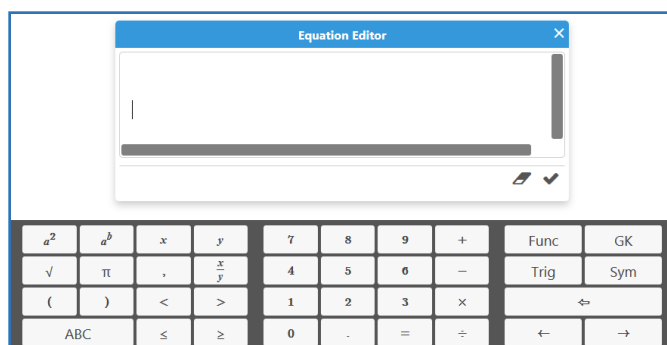 Equation Editor ×
a² aᵇ x y 7 8 9 + Func GK
√ π , x/y 4 5 6 − Trig Sym
( ) < > 1 2 3 × ⇦
ABC ≤ ≥ 0 . = ÷ ← →